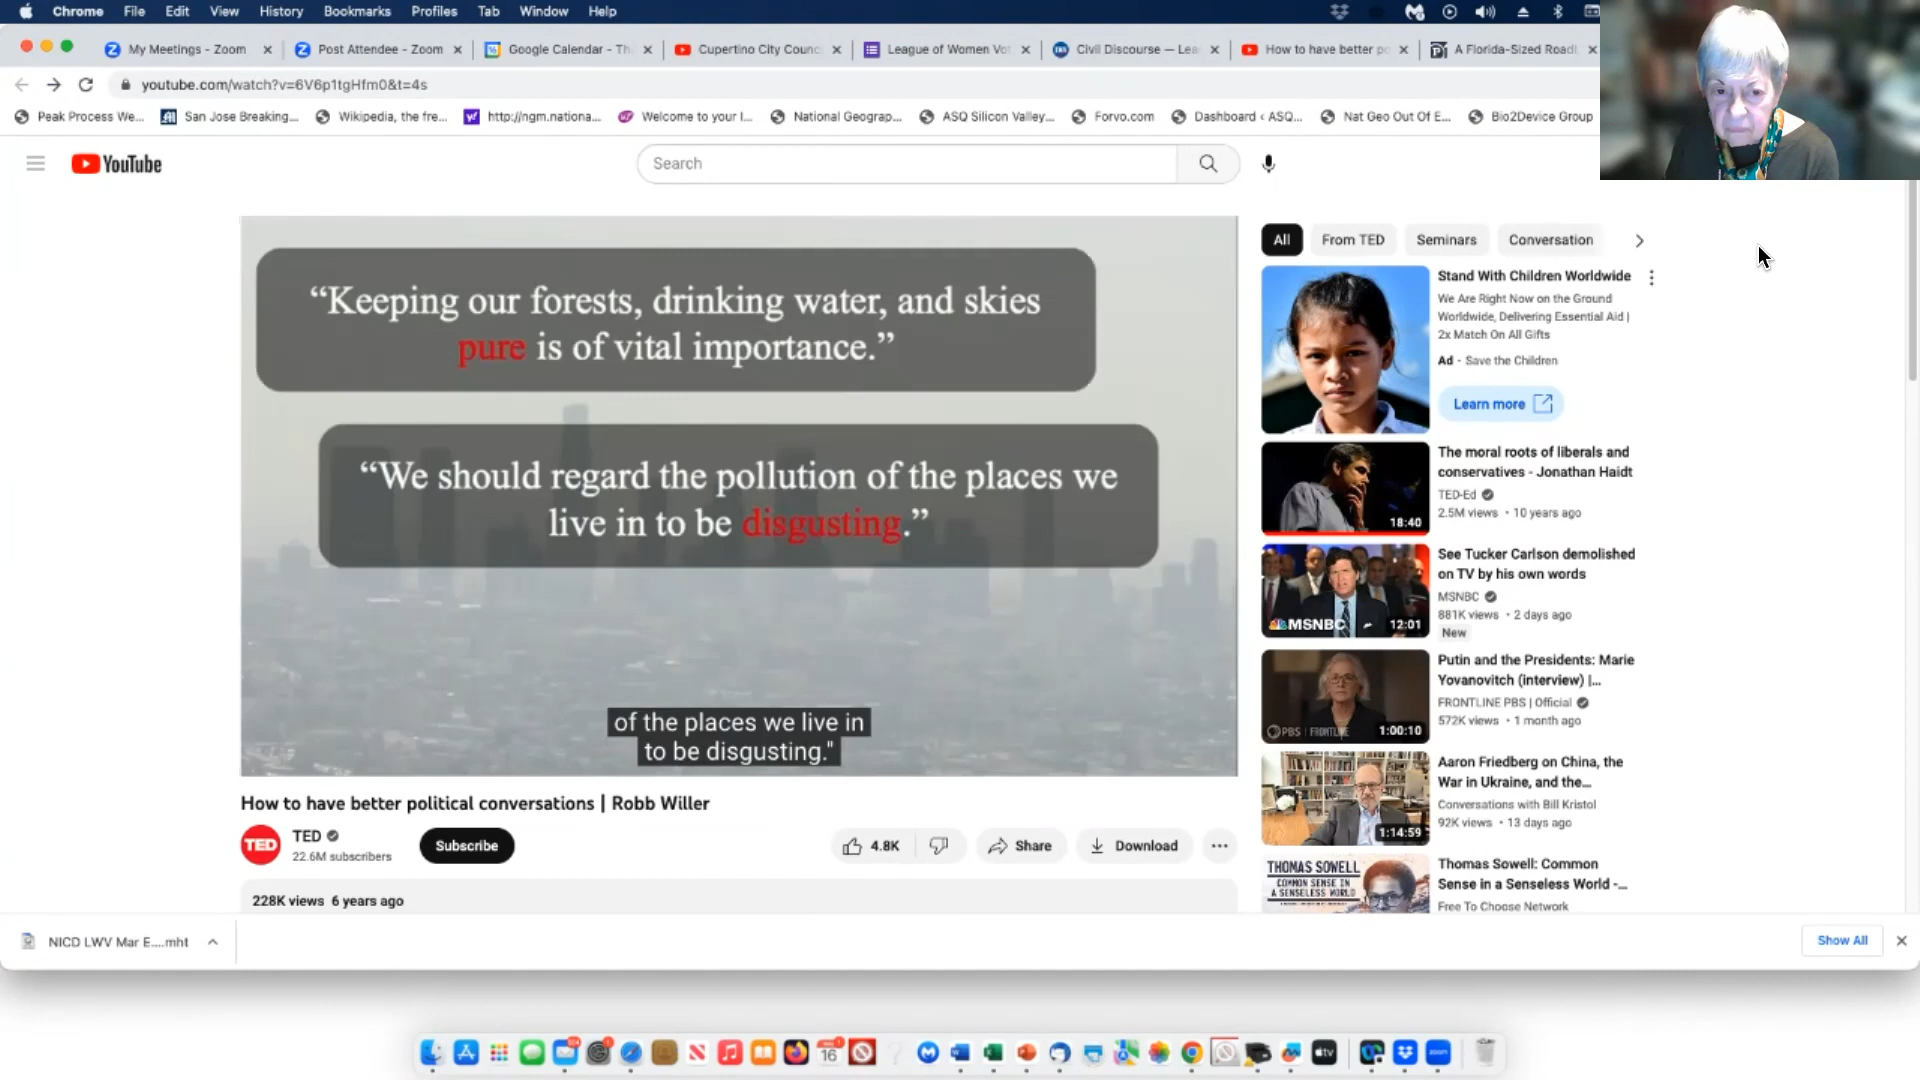 Chrome File Edit View History Bookmarks Profiles Tab Window Help
My Meetings - Zoom
Post Attendee - Zoom
Google Calendar - Th
Cupertino City Counc
League of Women Vot
Civil Discourse — Lea
How to have better po
A Florida-Sized Roadl
youtube.com/watch?v=6V6p1tgHfm0&t=4s
Peak Process We...
San Jose Breaking...
Wikipedia, the fre...
http://ngm.nationa...
Welcome to your I...
National Geograp...
ASQ Silicon Valley...
Forvo.com
Dashboard ‹ ASQ...
Nat Geo Out Of E...
Bio2Device Group
YouTube
Search
“Keeping our forests, drinking water, and skies
pure is of vital importance.”
“We should regard the pollution of the places we
live in to be disgusting.”
of the places we live in
to be disgusting."
How to have better political conversations | Robb Willer
TED
TED
22.6M subscribers
Subscribe
4.8K
Share
Download
228K views 6 years ago
All From TED Seminars Conversation
Stand With Children Worldwide
We Are Right Now on the Ground
Worldwide, Delivering Essential Aid |
2x Match On All Gifts
Ad · Save the Children
Learn more
The moral roots of liberals and
conservatives - Jonathan Haidt
TED-Ed
2.5M views · 10 years ago
18:40
See Tucker Carlson demolished
on TV by his own words
MSNBC
881K views · 2 days ago
New
MSNBC
12:01
Putin and the Presidents: Marie
Yovanovitch (interview) |...
FRONTLINE PBS | Official
572K views · 1 month ago
PBS | FRONTLINE
1:00:10
Aaron Friedberg on China, the
War in Ukraine, and the...
Conversations with Bill Kristol
92K views · 13 days ago
1:14:59
Thomas Sowell: Common
Sense in a Senseless World -...
Free To Choose Network
THOMAS SOWELL
COMMON SENSE IN
A SENSELESS WORLD
NICD LWV Mar E....mht
Show All
16
tv
zoom